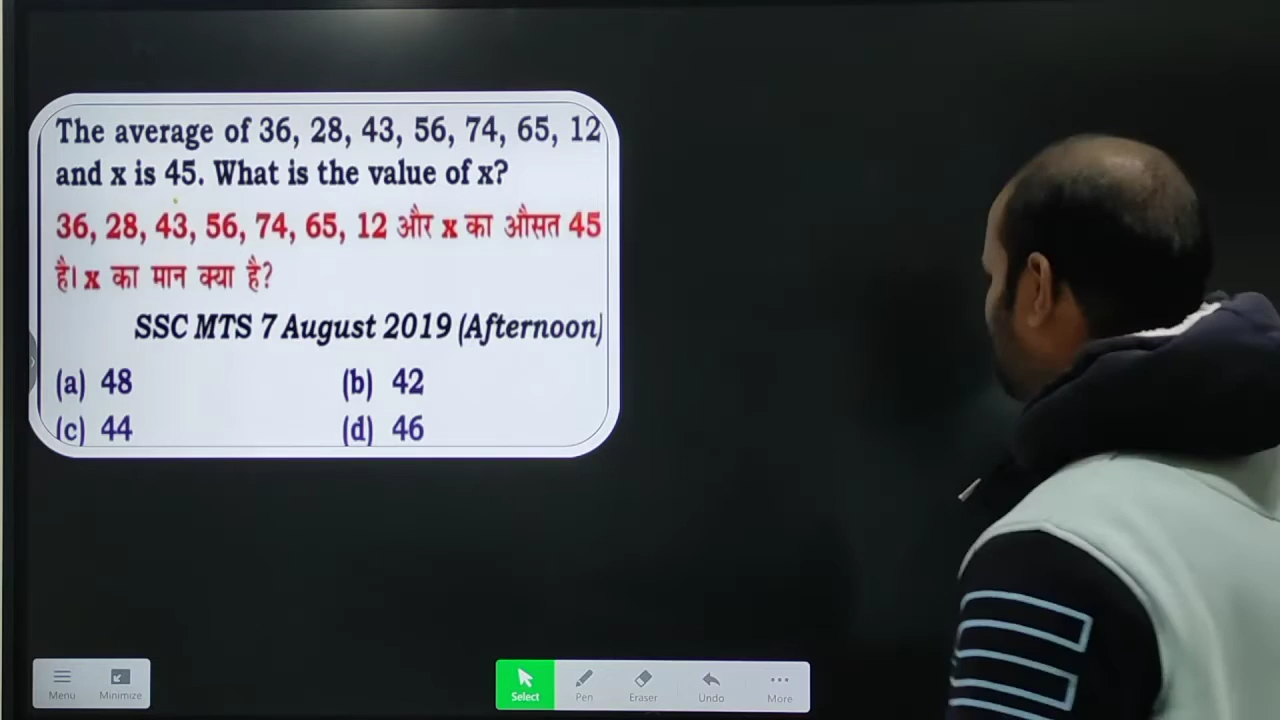 The average of 36, 28, 43, 56, 74, 65, 12
and x is 45. What is the value of x?
36, 28, 43, 56, 74, 65, 12 और x का औसत 45
है। x का मान क्या है?
SSC MTS 7 August 2019 (Afternoon)
(a) 48 (b) 42
(c) 44 (d) 46
Menu Minimize Select Pen Eraser Undo More